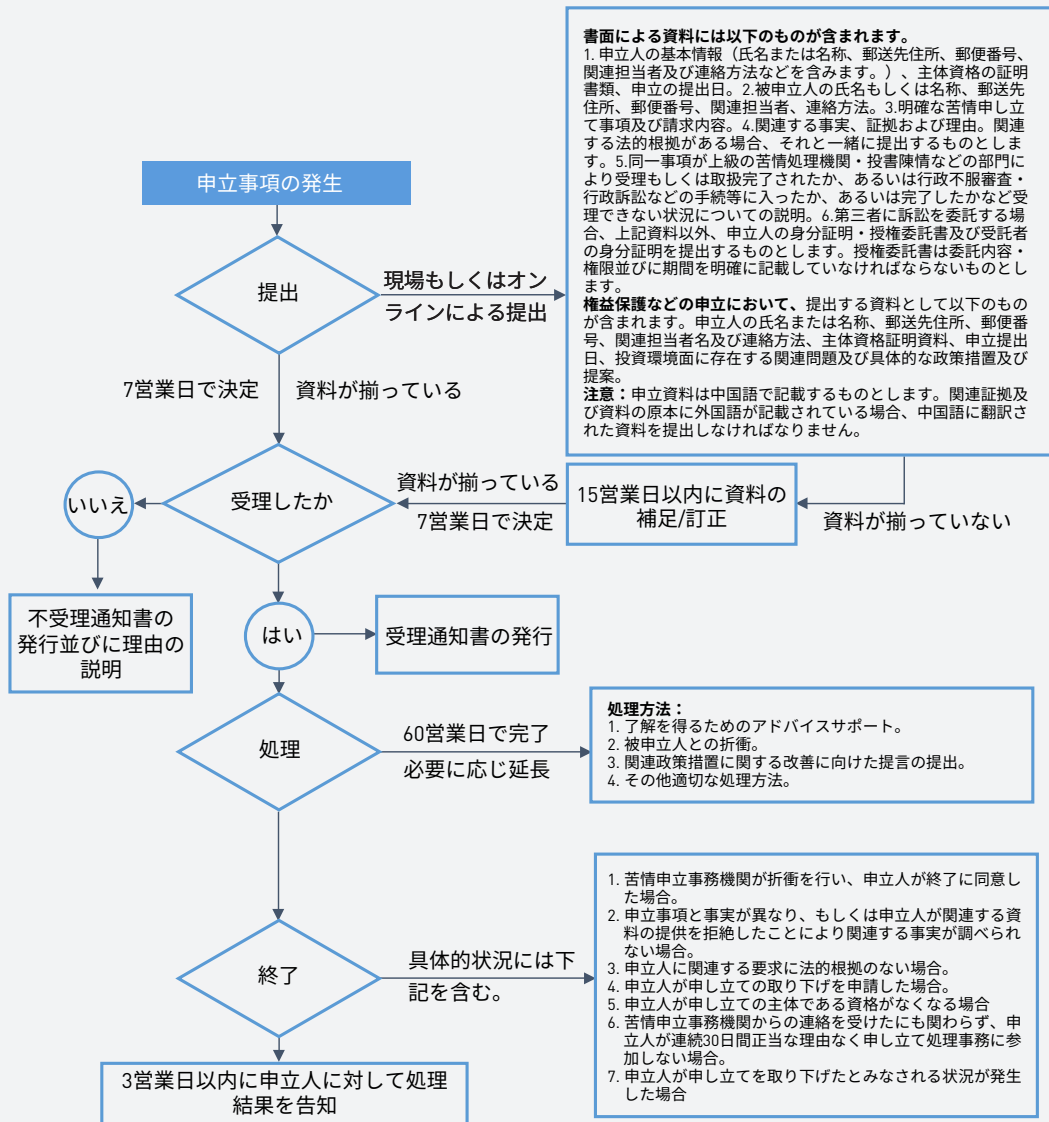 書面による資料には以下のものが含まれます。
1. 申立人の基本情報（氏名または名称、郵送先住所、郵便番号、
関連担当者及び連絡方法などを含みます。）、主体資格の証明
書類、申立の提出日。2.被申立人の氏名もしくは名称、郵送先
住所、郵便番号、関連担当者、連絡方法。3.明確な苦情申し立
て事項及び請求内容。4.関連する事実、証拠および理由。関連
する法的根拠がある場合、それと一緒に提出するものとしま
す。5.同一事項が上級の苦情処理機関・投書陳情などの部門に
より受理もしくは取扱完了されたか、あるいは行政不服審査・
行政訴訟などの手続等に入ったか、あるいは完了したかなど受
理できない状況についての説明。6.第三者に訴訟を委託する場
合、上記資料以外、申立人の身分証明・授権委託書及び受託者
の身分証明を提出するものとします。授権委託書は委託内容・
権限並びに期間を明確に記載していなければならないものとし
ます。
権益保護などの申立において、提出する資料として以下のもの
が含まれます。申立人の氏名または名称、郵送先住所、郵便番
号、関連担当者名及び連絡方法、主体資格証明資料、申立提出
日、投資環境面に存在する関連問題及び具体的な政策措置及び
提案。
注意：申立資料は中国語で記載するものとします。関連証拠及
び資料の原本に外国語が記載されている場合、中国語に翻訳さ
れた資料を提出しなければなりません。
申立事項の発生
提出
現場もしくはオン
ラインによる提出
7営業日で決定
資料が揃っている
受理したか
いいえ
資料が揃っている
7営業日で決定
15営業日以内に資料の
補足/訂正
資料が揃っていない
不受理通知書の
発行並びに理由の
説明
はい
受理通知書の発行
処理
60営業日で完了
必要に応じ延長
処理方法：
1. 了解を得るためのアドバイスサポート。
2. 被申立人との折衝。
3. 関連政策措置に関する改善に向けた提言の提出。
4. その他適切な処理方法。
終了
具体的状況には下
記を含む。
1. 苦情申立事務機関が折衝を行い、申立人が終了に同意し
た場合。
2. 申立事項と事実が異なり、もしくは申立人が関連する資
料の提供を拒絶したことにより関連する事実が調べられ
ない場合。
3. 申立人に関連する要求に法的根拠のない場合。
4. 申立人が申し立ての取り下げを申請した場合。
5. 申立人が申し立ての主体である資格がなくなる場合
6. 苦情申立事務機関からの連絡を受けたにも関わらず、申
立人が連続30日間正当な理由なく申し立て処理事務に参
加しない場合。
7. 申立人が申し立てを取り下げたとみなされる状況が発生
した場合
3営業日以内に申立人に対して処理
結果を告知